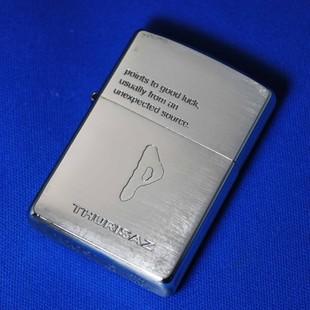 points to good luck,
usually from an
unexpected source.
THURISAZ